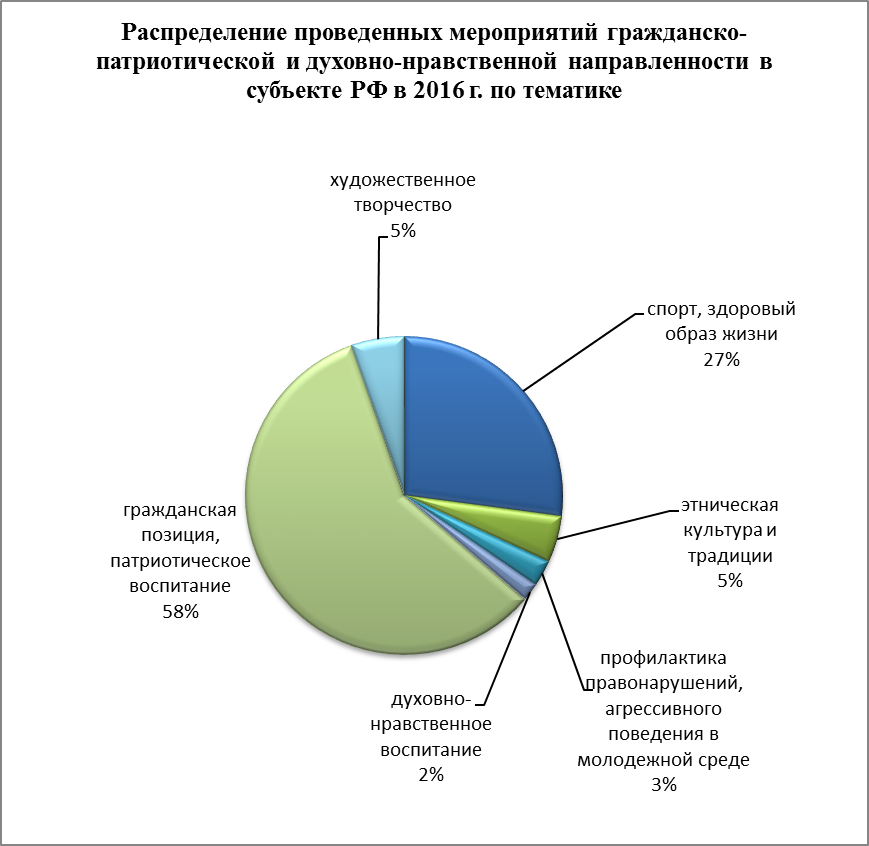 Распределение проведенных мероприятий гражданско-
патриотической и духовно-нравственной направленности в
субъекте РФ в 2016 г. по тематике
художественное
творчество
5%
спорт, здоровый
образ жизни
27%
этническая
культура и
традиции
5%
гражданская
позиция,
патриотическое
воспитание
58%
профилактика
правонарушений,
агрессивного
поведения в
молодежной среде
3%
духовно-
нравственное
воспитание
2%